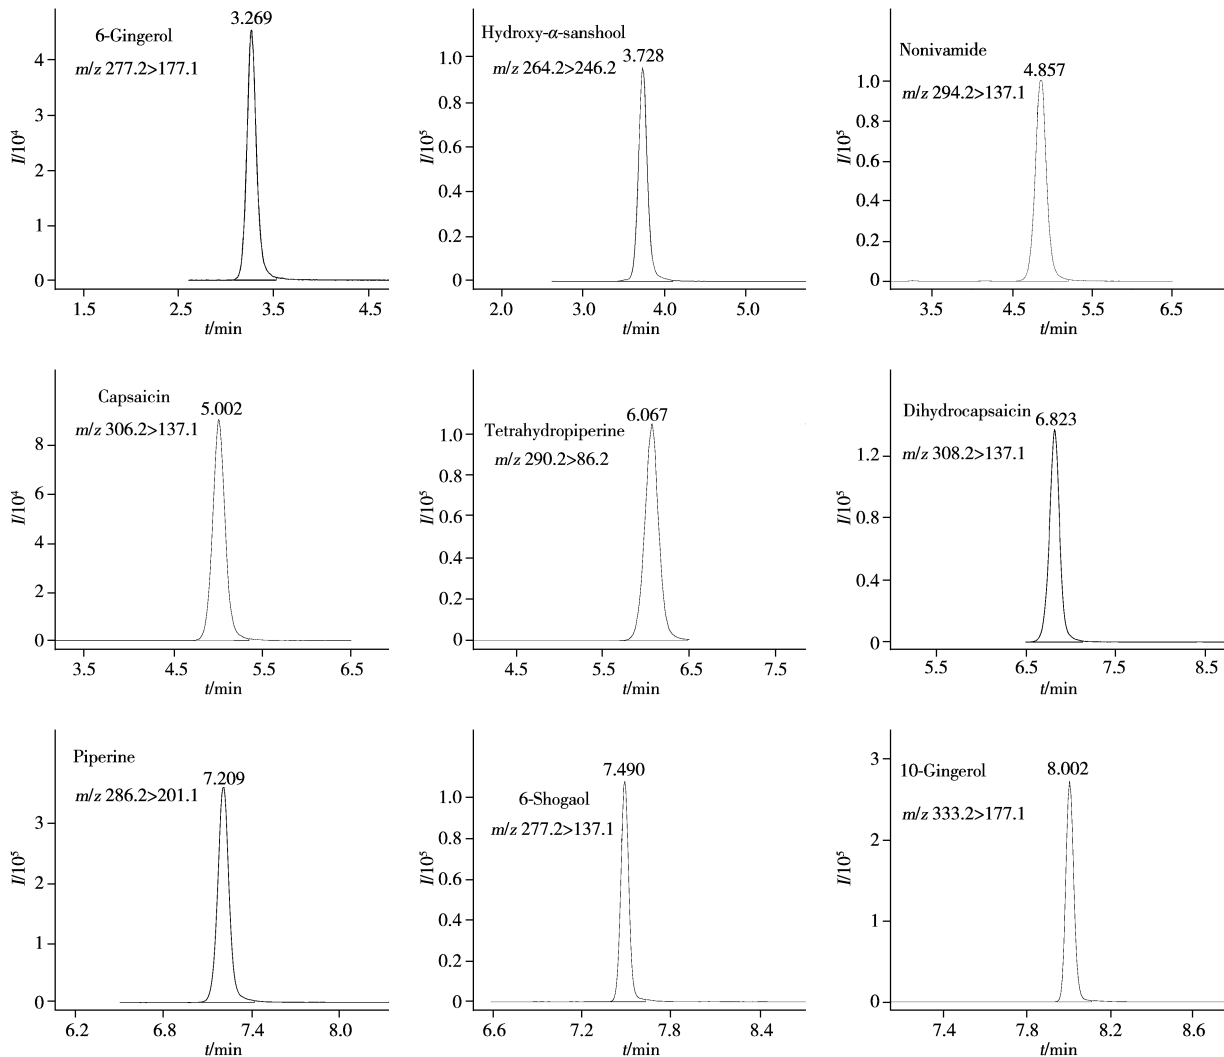 6-Gingerol
m/z 277.2>177.1
3.269
I/10⁴
4
3
2
1
0
1.5 2.5 3.5 4.5
t/min
Hydroxy-α-sanshool
m/z 264.2>246.2
3.728
I/10⁵
1.0
0.8
0.6
0.4
0.2
0
2.0 3.0 4.0 5.0
t/min
Nonivamide
m/z 294.2>137.1
4.857
I/10⁵
1.0
0.8
0.6
0.4
0.2
0
3.5 4.5 5.5 6.5
t/min
Capsaicin
m/z 306.2>137.1
5.002
I/10⁴
8
6
4
2
0
3.5 4.5 5.5 6.5
t/min
Tetrahydropiperine
m/z 290.2>86.2
6.067
I/10⁵
1.0
0.8
0.6
0.4
0.2
0
4.5 5.5 6.5 7.5
t/min
Dihydrocapsaicin
m/z 308.2>137.1
6.823
I/10⁵
1.2
0.8
0.4
0
5.5 6.5 7.5 8.5
t/min
Piperine
m/z 286.2>201.1
7.209
I/10⁵
3
2
1
0
6.2 6.8 7.4 8.0
t/min
6-Shogaol
m/z 277.2>137.1
7.490
I/10⁵
1.0
0.8
0.6
0.4
0.2
0
6.6 7.2 7.8 8.4
t/min
10-Gingerol
m/z 333.2>177.1
8.002
I/10⁵
3
2
1
0
7.4 7.8 8.2 8.6
t/min